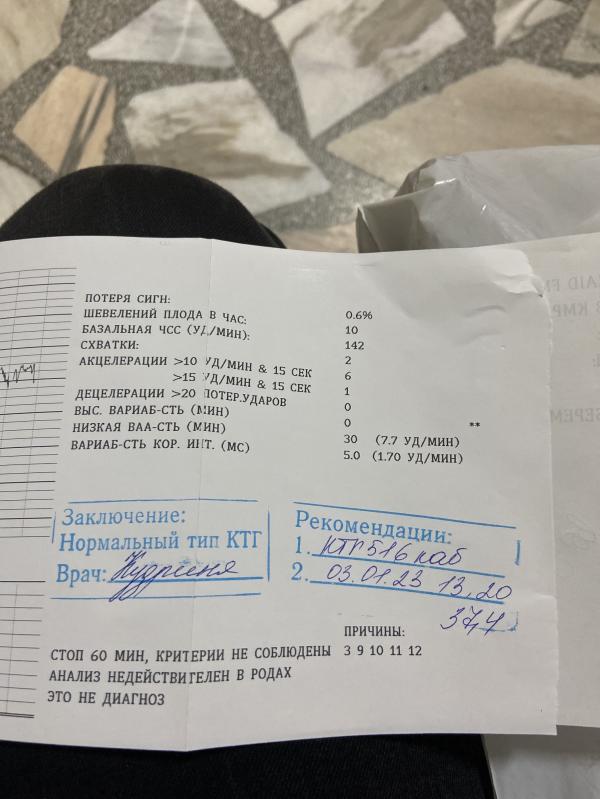 ПОТЕРЯ СИГН: 0.6%
ШЕВЕЛЕНИЙ ПЛОДА В ЧАС: 10
БАЗАЛЬНАЯ ЧСС (УД/МИН): 142
СХВАТКИ: 2
АКЦЕЛЕРАЦИИ >10 УД/МИН & 15 СЕК 6
>15 УД/МИН & 15 СЕК 1
ДЕЦЕЛЕРАЦИИ >20 ПОТЕР.УДАРОВ 0
ВЫС. ВАРИАБ-СТЬ (МИН) 0 **
НИЗКАЯ ВАА-СТЬ (МИН) 30 (7.7 УД/МИН)
ВАРИАБ-СТЬ КОР. ИНТ. (МС) 5.0 (1.70 УД/МИН)
Заключение:
Нормальный тип КТГ
Врач:
Рекомендации:
1. КТГ 516 каб
2. 03.01.23 13,20
37,4
ПРИЧИНЫ:
СТОП 60 МИН, КРИТЕРИИ НЕ СОБЛЮДЕНЫ 3 9 10 11 12
АНАЛИЗ НЕДЕЙСТВИТЕЛЕН В РОДАХ
ЭТО НЕ ДИАГНОЗ